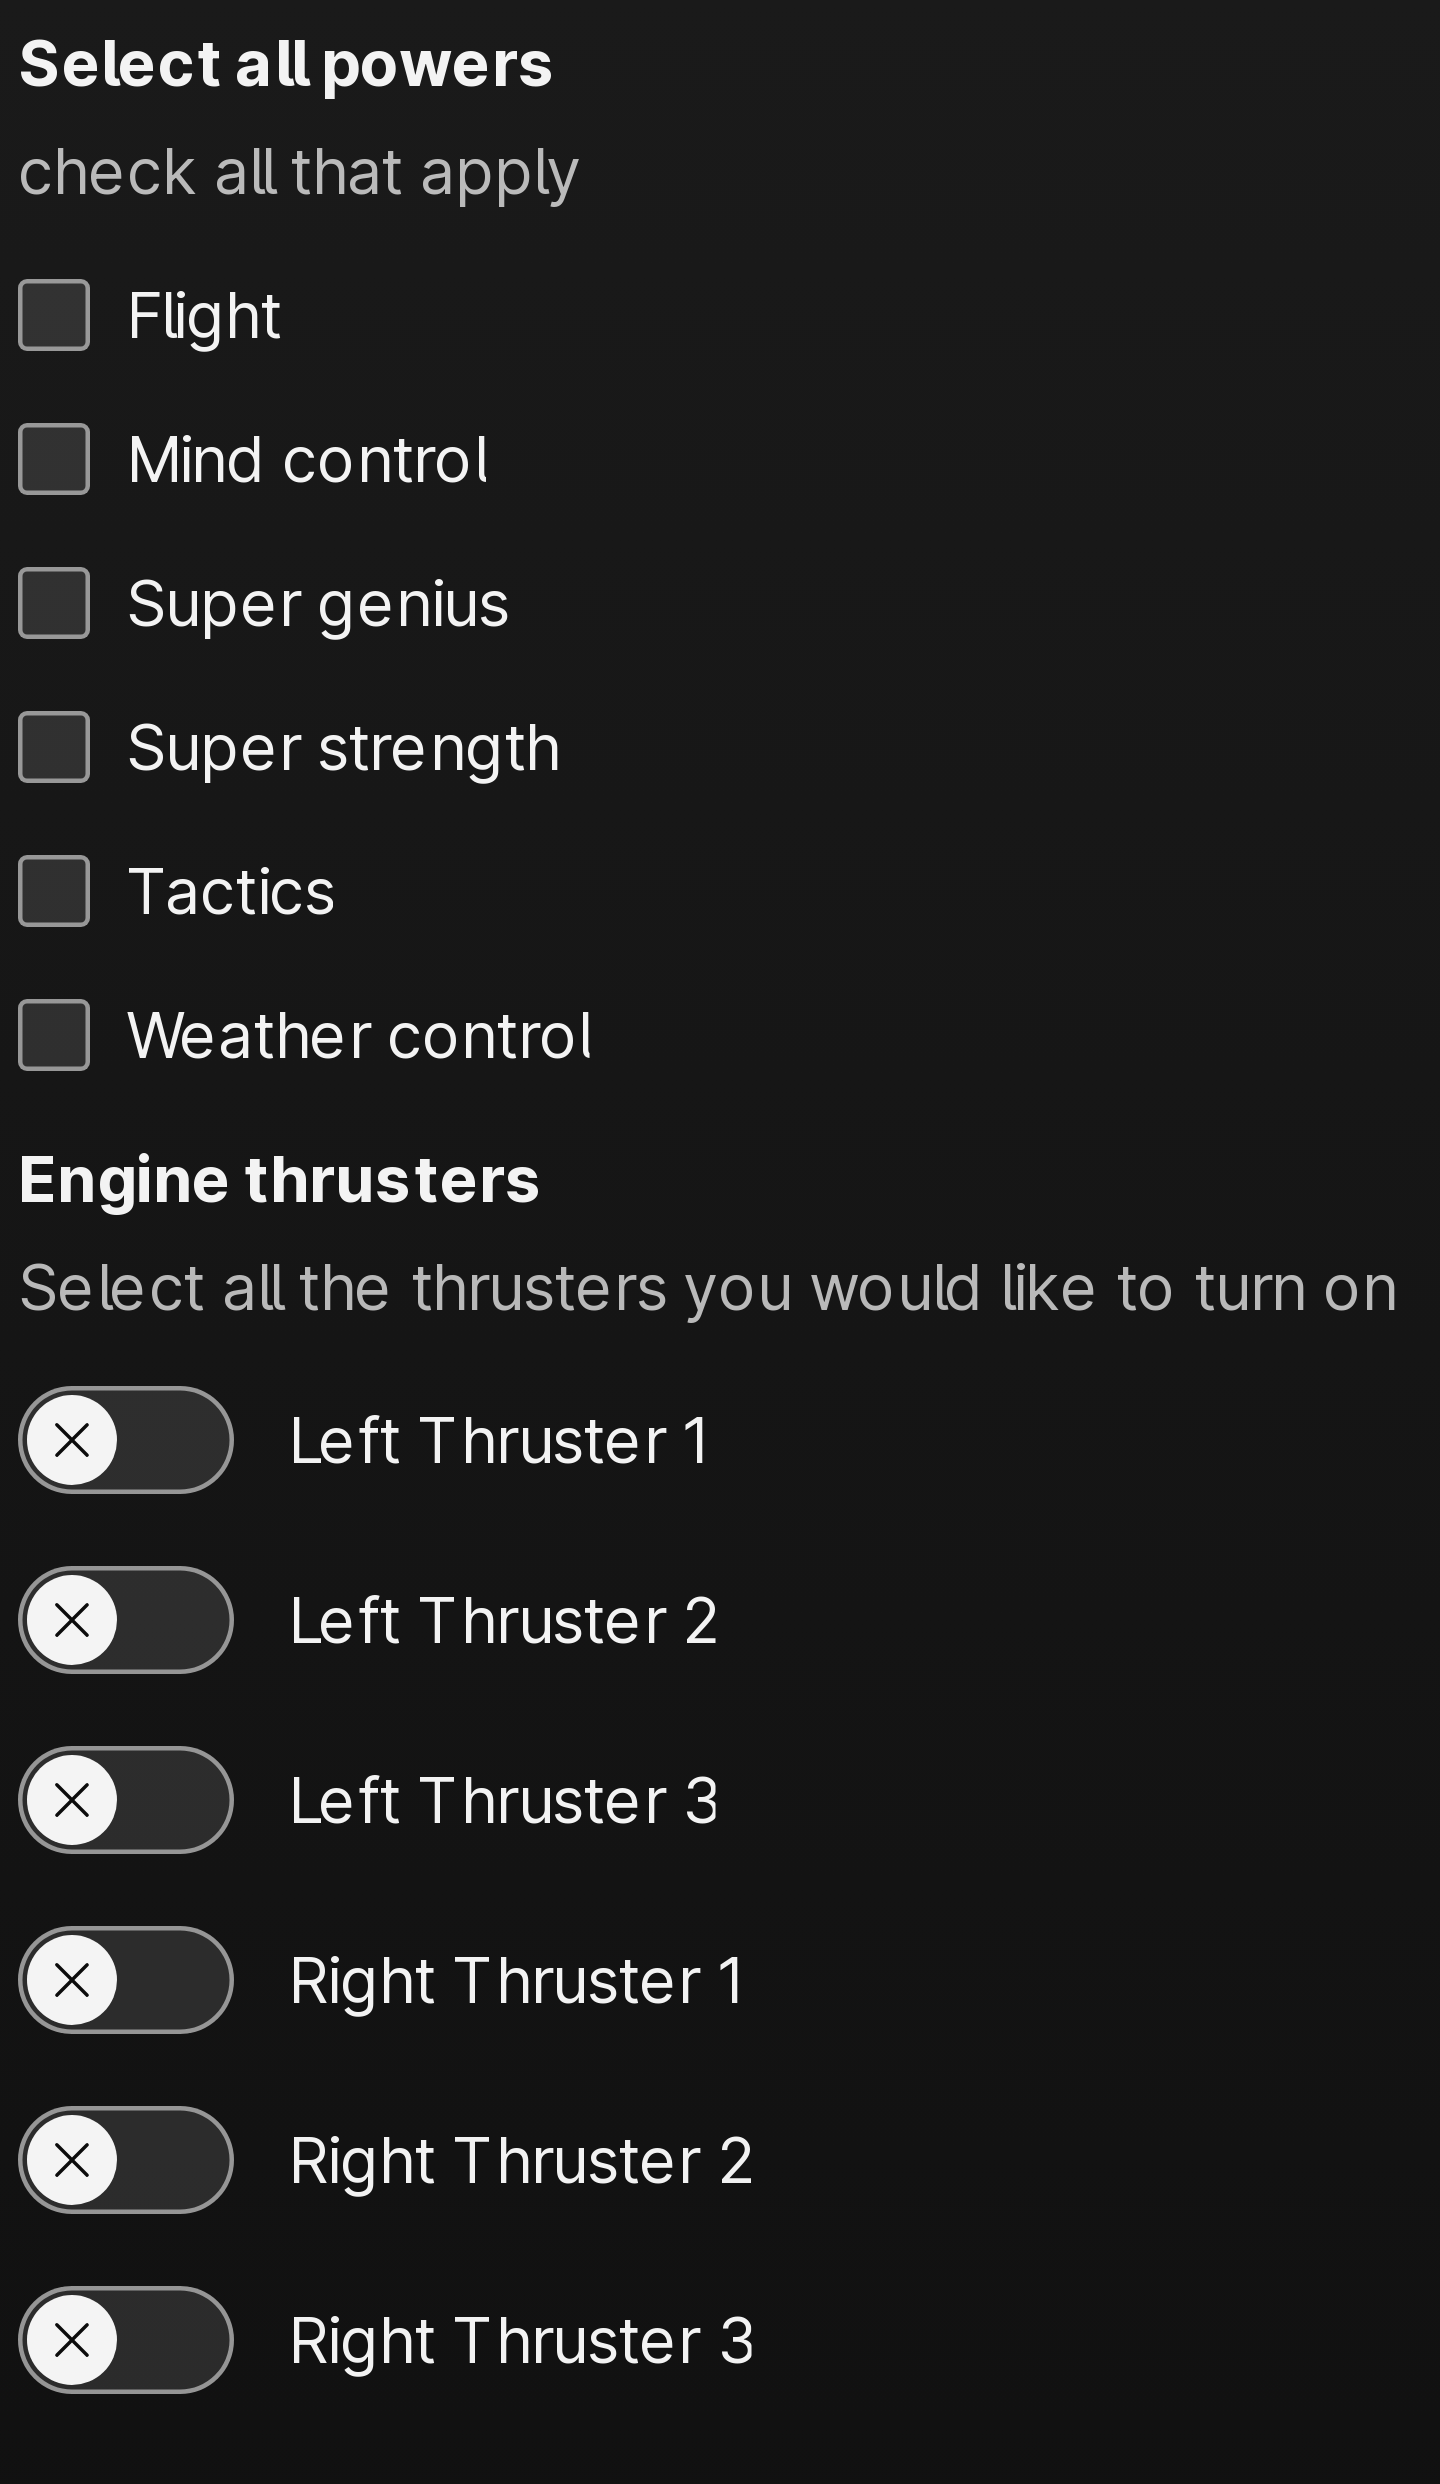 Select all powers
check all that apply
Flight
Mind control
Super genius
Super strength
Tactics
Weather control
Engine thrusters
Select all the thrusters you would like to turn on
Left Thruster 1
Left Thruster 2
Left Thruster 3
Right Thruster 1
Right Thruster 2
Right Thruster 3